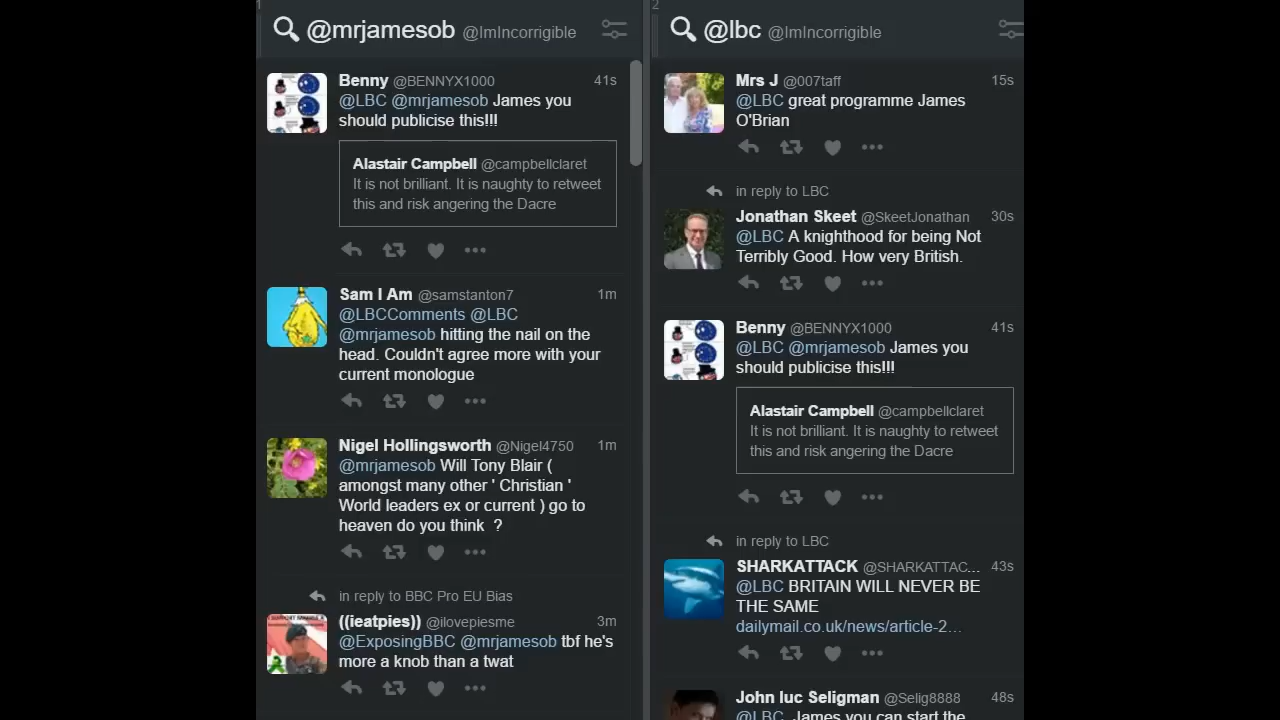 1
@mrjamesob @ImIncorrigible
Benny @BENNYX1000 41s
@LBC @mrjamesob James you
should publicise this!!!
Alastair Campbell @campbellclaret
It is not brilliant. It is naughty to retweet
this and risk angering the Dacre
Sam I Am @samstanton7 1m
@LBCComments @LBC
@mrjamesob hitting the nail on the
head. Couldn't agree more with your
current monologue
Nigel Hollingsworth @Nigel4750 1m
@mrjamesob Will Tony Blair (
amongst many other ' Christian '
World leaders ex or current ) go to
heaven do you think ?
in reply to BBC Pro EU Bias
((ieatpies)) @ilovepiesme 3m
@ExposingBBC @mrjamesob tbf he's
more a knob than a twat
2
@lbc @ImIncorrigible
Mrs J @007taff 15s
@LBC great programme James
O'Brian
in reply to LBC
Jonathan Skeet @SkeetJonathan 30s
@LBC A knighthood for being Not
Terribly Good. How very British.
Benny @BENNYX1000 41s
@LBC @mrjamesob James you
should publicise this!!!
Alastair Campbell @campbellclaret
It is not brilliant. It is naughty to retweet
this and risk angering the Dacre
in reply to LBC
SHARKATTACK @SHARKATTAC... 43s
@LBC BRITAIN WILL NEVER BE
THE SAME
dailymail.co.uk/news/article-2…
John luc Seligman @Selig8888 48s
@LBC James you can start the